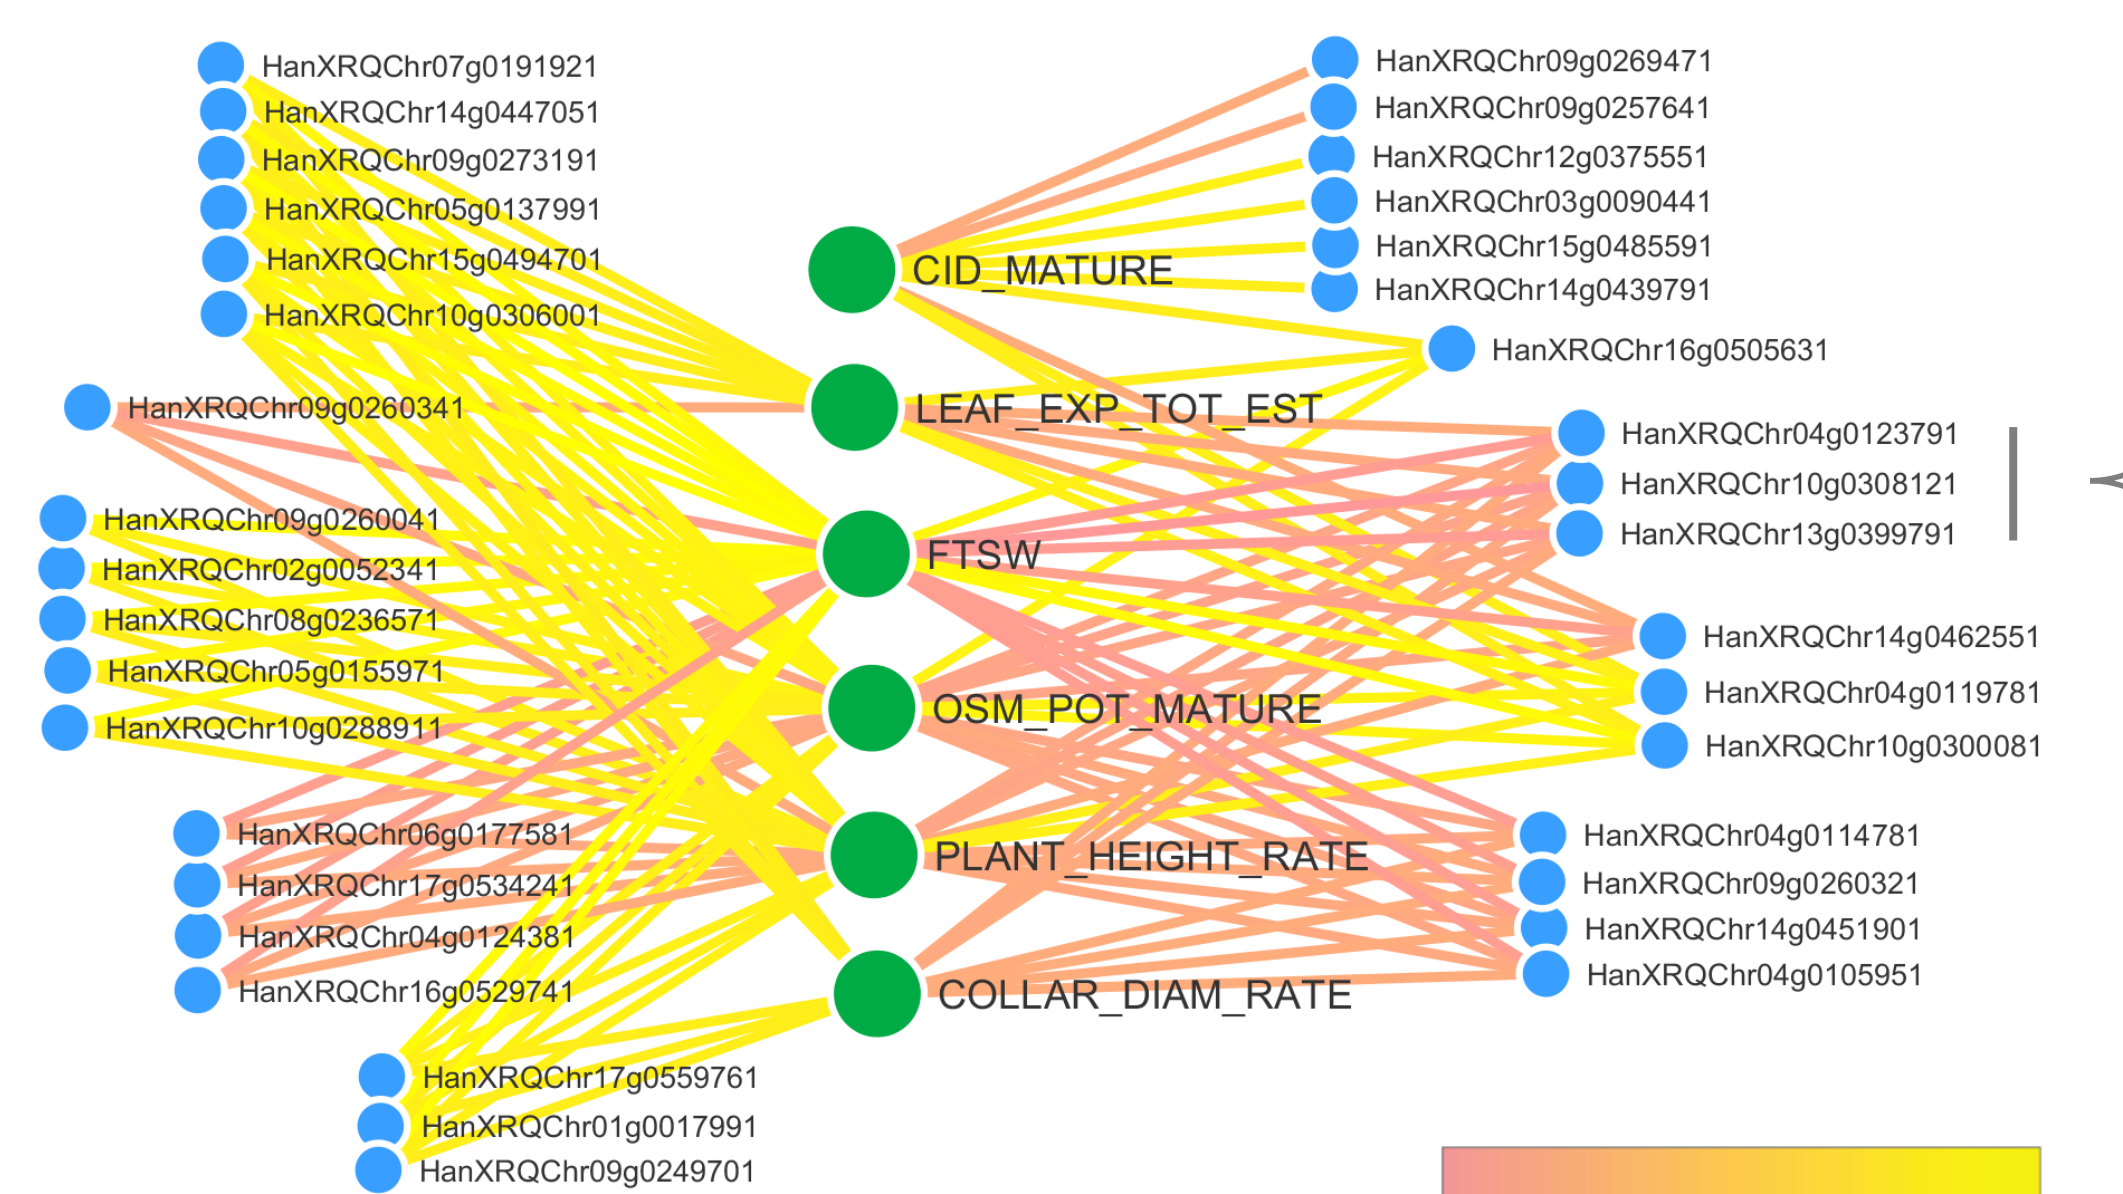 HanXRQChr07g0191921
HanXRQChr14g0447051
HanXRQChr09g0273191
HanXRQChr05g0137991
HanXRQChr15g0494701
HanXRQChr10g0306001
HanXRQChr09g0260341
HanXRQChr09g0260041
HanXRQChr02g0052341
HanXRQChr08g0236571
HanXRQChr05g0155971
HanXRQChr10g0288911
HanXRQChr06g0177581
HanXRQChr17g0534241
HanXRQChr04g0124381
HanXRQChr16g0529741
HanXRQChr17g0559761
HanXRQChr01g0017991
HanXRQChr09g0249701
CID_MATURE
LEAF_EXP_TOT_EST
FTSW
OSM_POT_MATURE
PLANT_HEIGHT_RATE
COLLAR_DIAM_RATE
HanXRQChr09g0269471
HanXRQChr09g0257641
HanXRQChr12g0375551
HanXRQChr03g0090441
HanXRQChr15g0485591
HanXRQChr14g0439791
HanXRQChr16g0505631
HanXRQChr04g0123791
HanXRQChr10g0308121
HanXRQChr13g0399791
HanXRQChr14g0462551
HanXRQChr04g0119781
HanXRQChr10g0300081
HanXRQChr04g0114781
HanXRQChr09g0260321
HanXRQChr14g0451901
HanXRQChr04g0105951